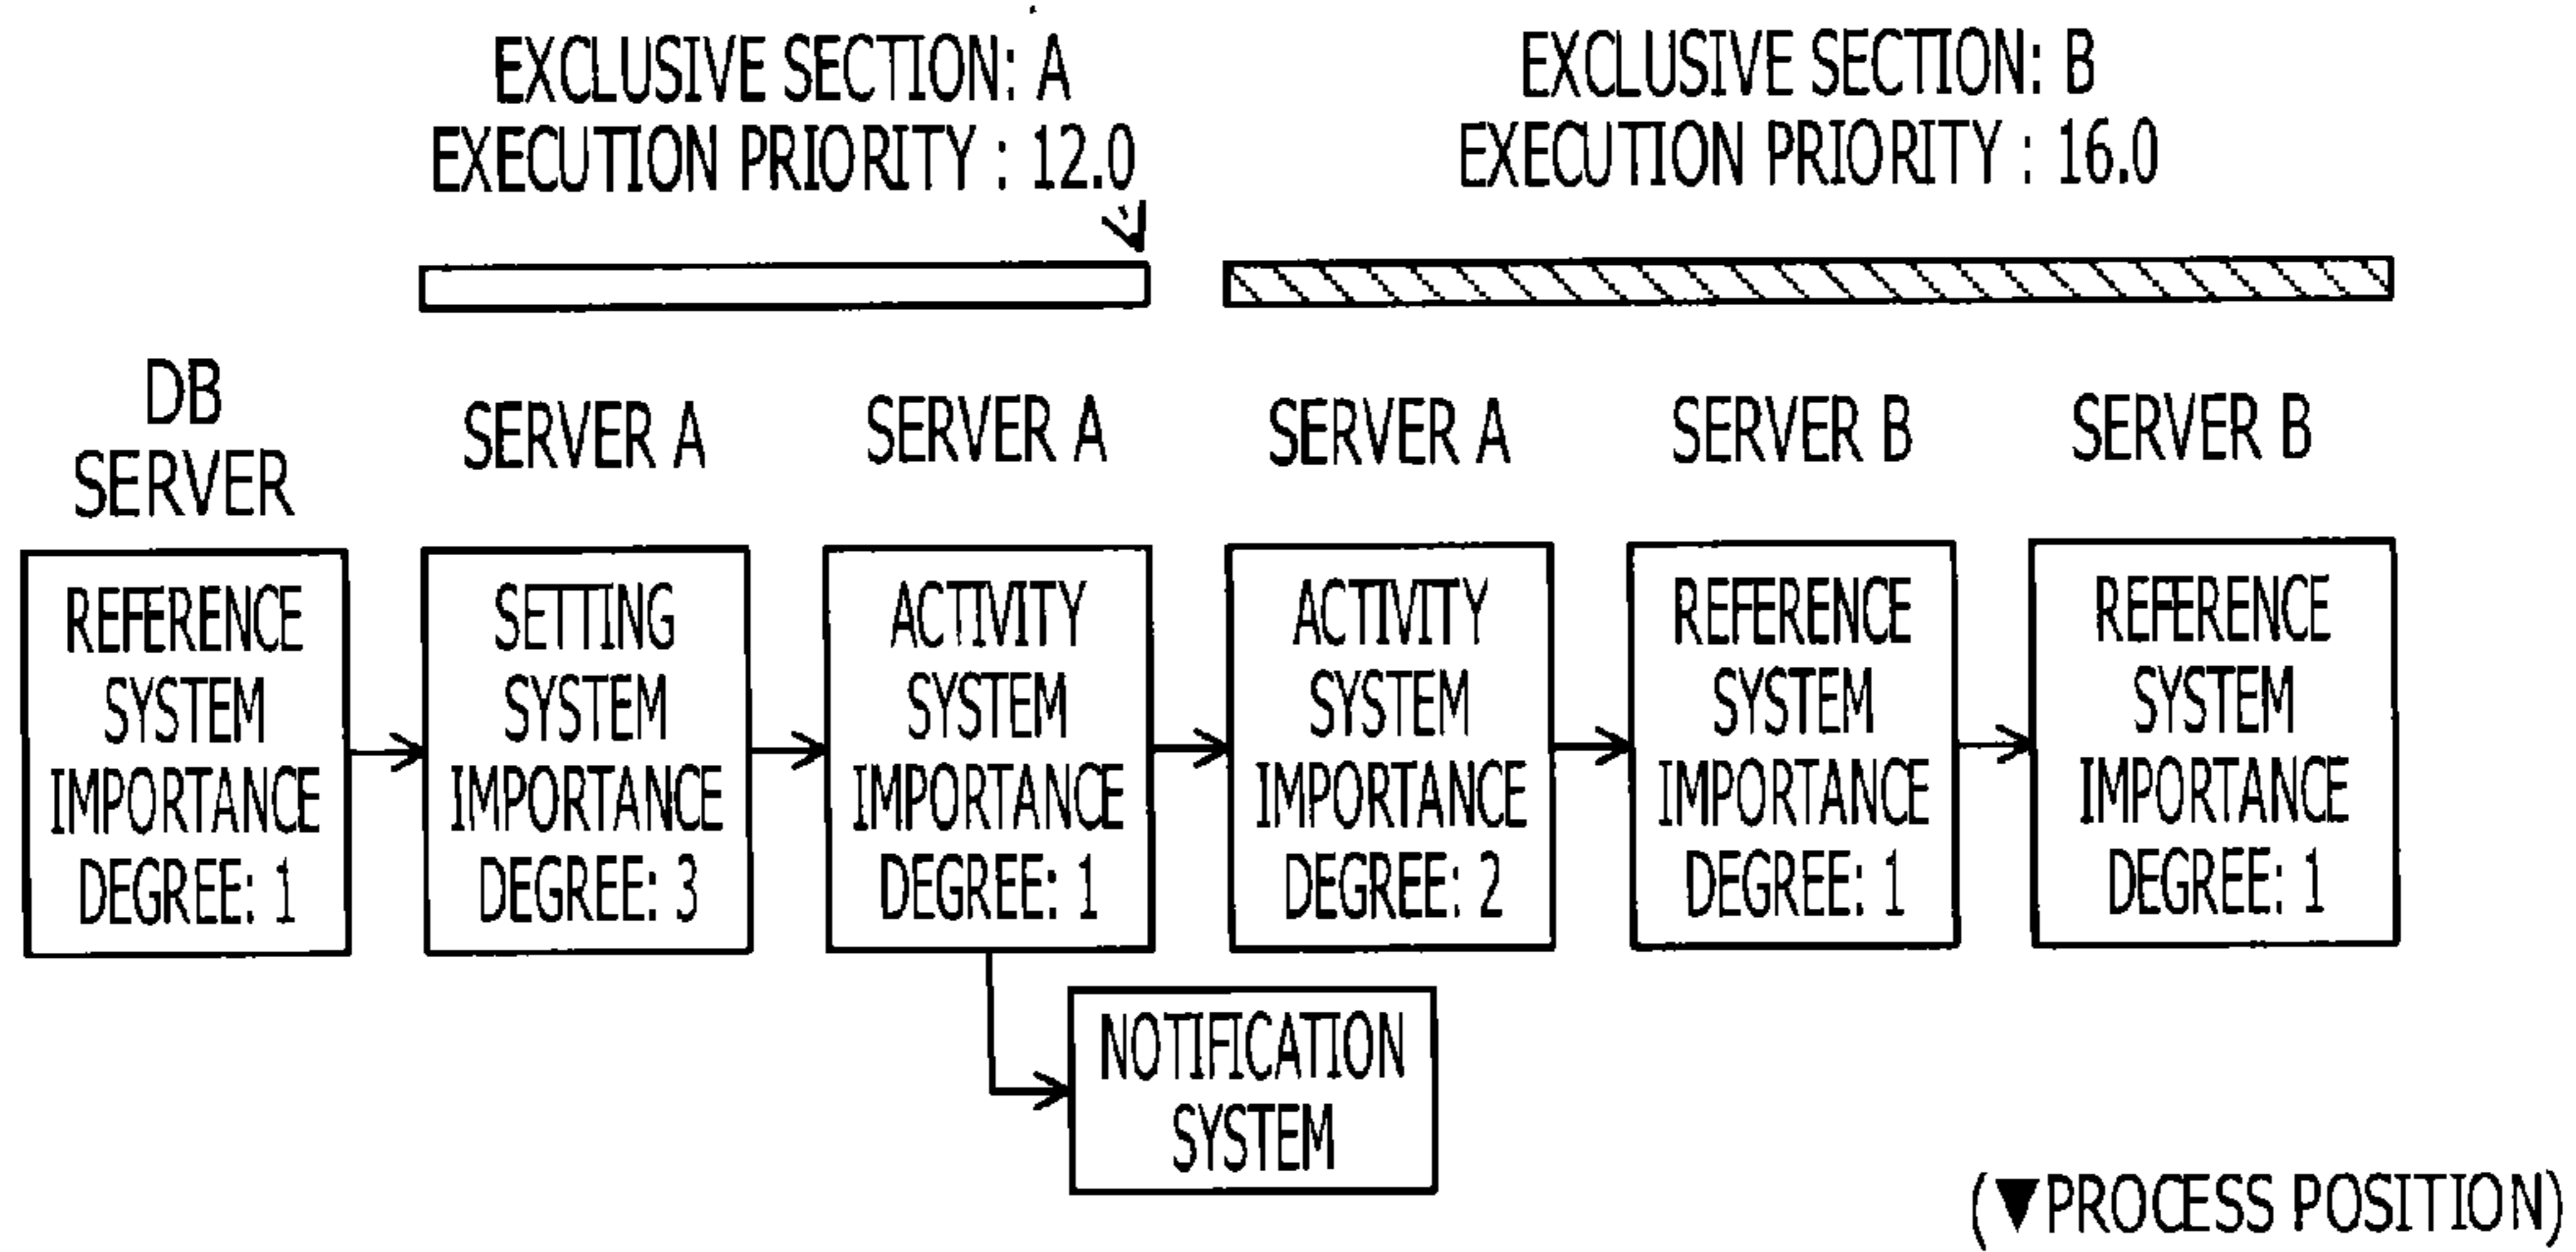 EXCLUSIVE SECTION: A
EXECUTION PRIORITY : 12.0
EXCLUSIVE SECTION: B
EXECUTION PRIORITY : 16.0
DB
SERVER
SERVER A
SERVER A
SERVER A
SERVER B
SERVER B
REFERENCE
SYSTEM
IMPORTANCE
DEGREE: 1
SETTING
SYSTEM
IMPORTANCE
DEGREE: 3
ACTIVITY
SYSTEM
IMPORTANCE
DEGREE: 1
ACTIVITY
SYSTEM
IMPORTANCE
DEGREE: 2
REFERENCE
SYSTEM
IMPORTANCE
DEGREE: 1
REFERENCE
SYSTEM
IMPORTANCE
DEGREE: 1
NOTIFICATION
SYSTEM
(▼PROCESS POSITION)